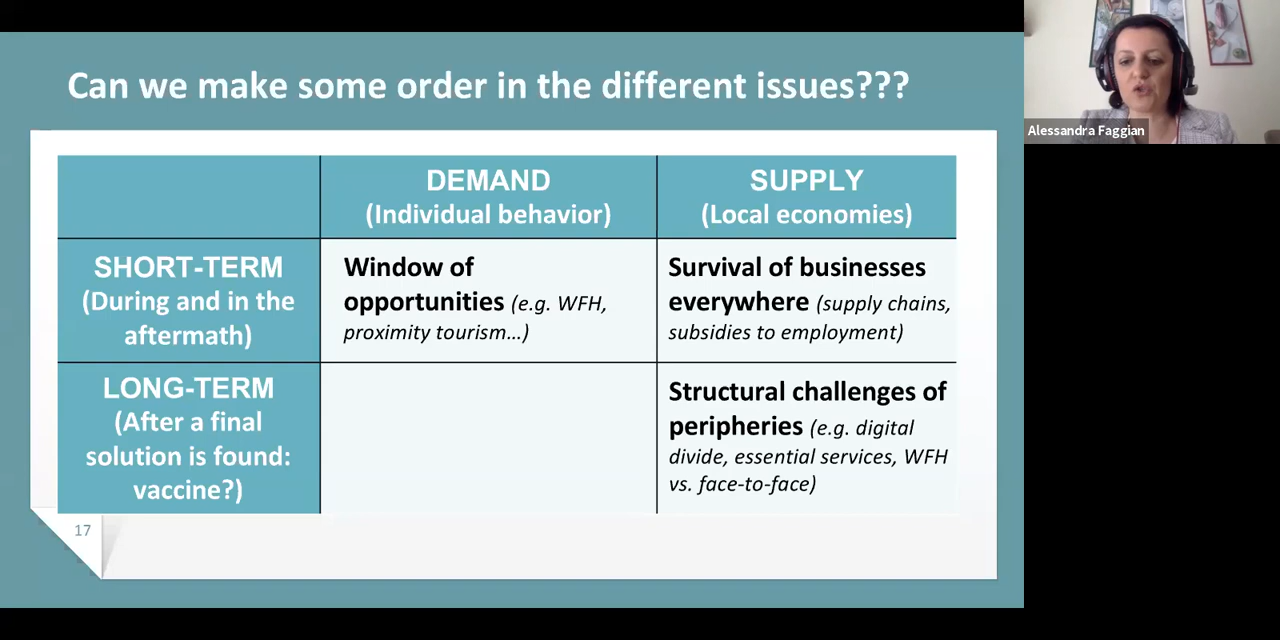 Can we make some order in the different issues???
Alessandra Faggian
DEMAND
(Individual behavior)
SUPPLY
(Local economies)
SHORT-TERM
(During and in the
aftermath)
Window of
opportunities (e.g. WFH,
proximity tourism...)
Survival of businesses
everywhere (supply chains,
subsidies to employment)
LONG-TERM
(After a final
solution is found:
vaccine?)
Structural challenges of
peripheries (e.g. digital
divide, essential services, WFH
vs. face-to-face)
17